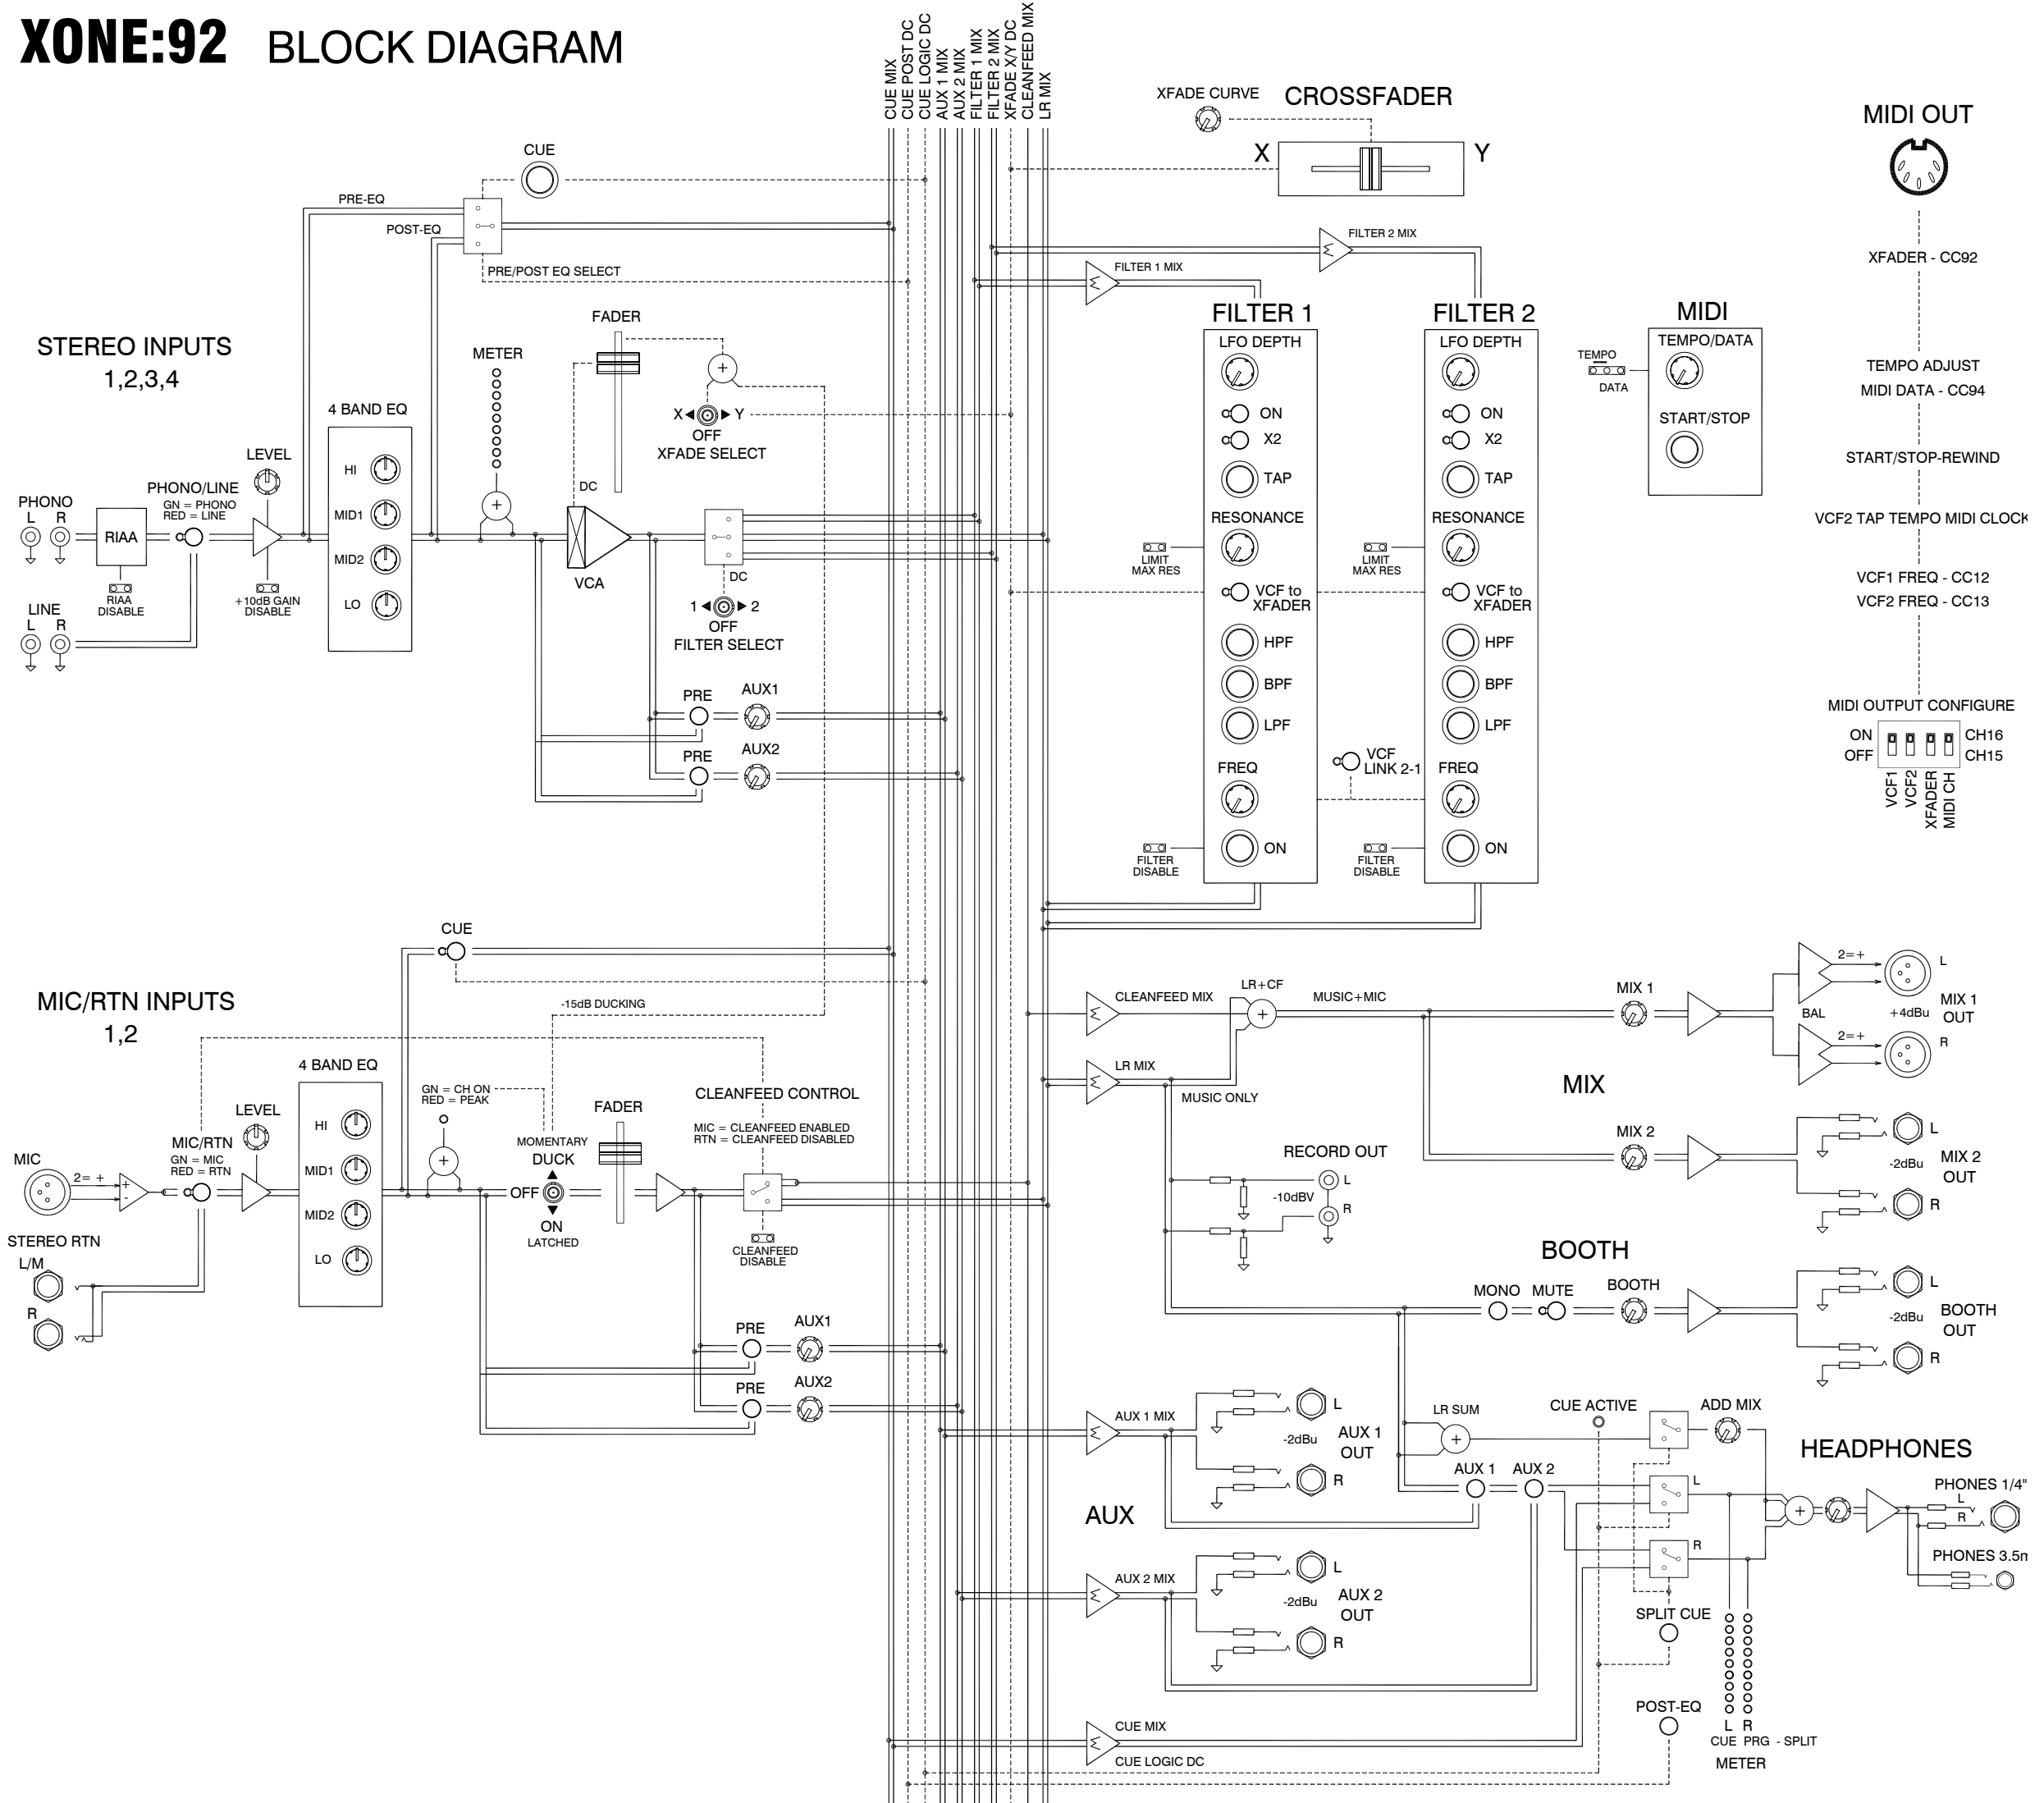 XONE:92 BLOCK DIAGRAM
CUE MIX
CUE POST DC
CUE LOGIC DC
AUX 1 MIX
AUX 2 MIX
FILTER 1 MIX
FILTER 2 MIX
XFADE X/Y DC
CLEANFEED MIX
LR MIX
XFADE CURVE
CROSSFADER
X
Y
MIDI OUT
XFADER - CC92
TEMPO ADJUST
MIDI DATA - CC94
START/STOP-REWIND
VCF2 TAP TEMPO MIDI CLOCK
VCF1 FREQ - CC12
VCF2 FREQ - CC13
MIDI OUTPUT CONFIGURE
ON
OFF
CH16
CH15
VCF1
VCF2
XFADER
MIDI CH
CUE
PRE-EQ
POST-EQ
PRE/POST EQ SELECT
STEREO INPUTS
1,2,3,4
PHONO
L R
RIAA
RIAA
DISABLE
LINE
L R
PHONO/LINE
GN = PHONO
RED = LINE
LEVEL
+10dB GAIN
DISABLE
4 BAND EQ
HI
MID1
MID2
LO
METER
+
FADER
+
X Y
OFF
XFADE SELECT
DC
VCA
DC
1 2
OFF
FILTER SELECT
PRE
AUX1
PRE
AUX2
FILTER 2 MIX
FILTER 1 MIX
FILTER 1
LFO DEPTH
ON
X2
TAP
RESONANCE
LIMIT
MAX RES
VCF to
XFADER
HPF
BPF
LPF
FREQ
ON
FILTER
DISABLE
VCF
LINK 2-1
FILTER 2
LFO DEPTH
ON
X2
TAP
RESONANCE
LIMIT
MAX RES
VCF to
XFADER
HPF
BPF
LPF
FREQ
ON
FILTER
DISABLE
MIDI
TEMPO/DATA
START/STOP
TEMPO
DATA
MIC/RTN INPUTS
1,2
CUE
-15dB DUCKING
MIC
2= +
+
-
STEREO RTN
L/M
R
MIC/RTN
GN = MIC
RED = RTN
LEVEL
4 BAND EQ
HI
MID1
MID2
LO
GN = CH ON
RED = PEAK
+
MOMENTARY
DUCK
OFF
ON
LATCHED
FADER
CLEANFEED CONTROL
MIC = CLEANFEED ENABLED
RTN = CLEANFEED DISABLED
CLEANFEED
DISABLE
PRE
AUX1
PRE
AUX2
CLEANFEED MIX
LR+CF
+
MUSIC+MIC
LR MIX
MUSIC ONLY
MIX 1
BAL
2=+
L
+4dBu
MIX 1
OUT
2=+
R
MIX
MIX 2
L
-2dBu
MIX 2
OUT
R
RECORD OUT
L
-10dBV
R
BOOTH
MONO
MUTE
BOOTH
L
-2dBu
BOOTH
OUT
R
AUX
AUX 1 MIX
L
-2dBu
AUX 1
OUT
R
AUX 2 MIX
L
-2dBu
AUX 2
OUT
R
LR SUM
+
AUX 1
AUX 2
CUE ACTIVE
ADD MIX
L
R
HEADPHONES
+
PHONES 1/4"
L
R
PHONES 3.5m
SPLIT CUE
POST-EQ
L R
CUE PRG - SPLIT
METER
CUE MIX
CUE LOGIC DC